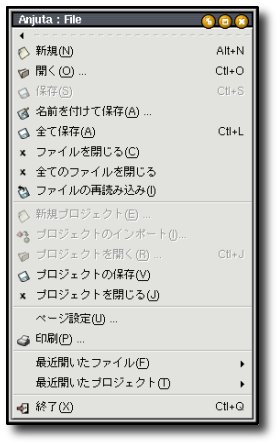 Anjuta : File
新規(N) Alt+N
開く(O) ... Ctl+O
保存(S) Ctl+S
名前を付けて保存(A) ...
全て保存(A) Ctl+L
ファイルを閉じる(C)
全てのファイルを閉じる
ファイルの再読み込み(I)
新規プロジェクト(E) ...
プロジェクトのインポート(I)...
プロジェクトを開く(R) ... Ctl+J
プロジェクトの保存(V)
プロジェクトを閉じる(J)
ページ設定(U) ...
印刷(P) ...
最近開いたファイル(F)
最近開いたプロジェクト(T)
終了(X) Ctl+Q